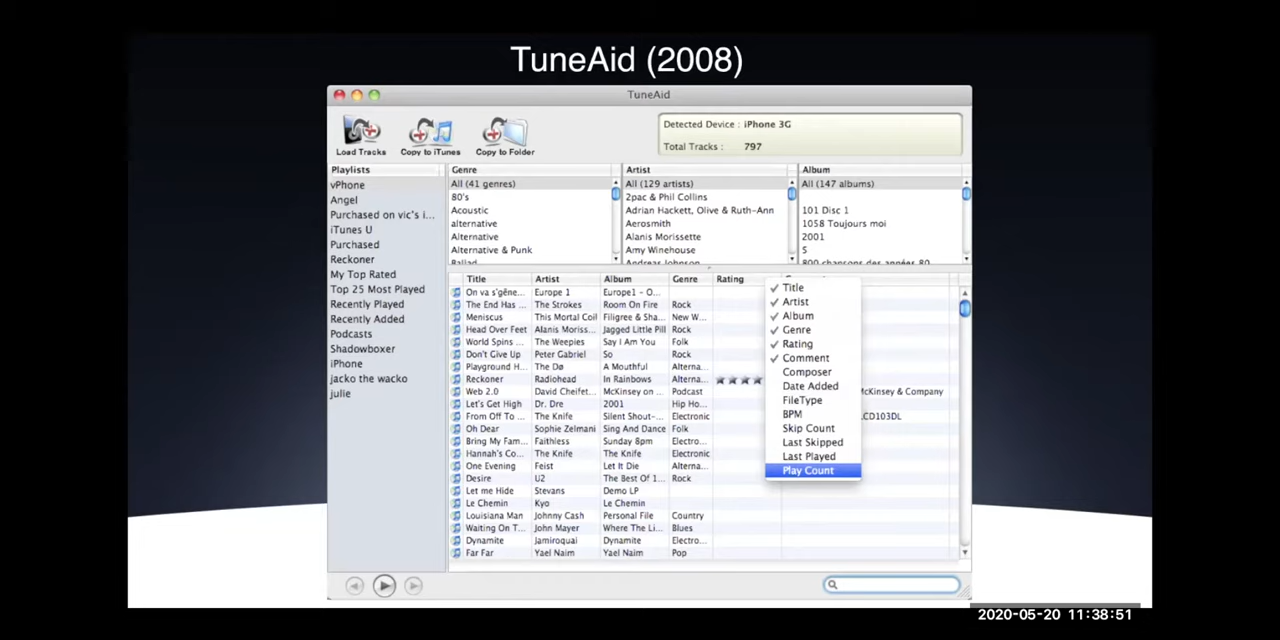 TuneAid (2008)
TuneAid
Load Tracks
Copy to iTunes
Copy to Folder
Detected Device : iPhone 3G
Total Tracks : 797
Playlists
vPhone
Angel
Purchased on vic's i...
iTunes U
Purchased
Reckoner
My Top Rated
Top 25 Most Played
Recently Played
Recently Added
Podcasts
Shadowboxer
iPhone
jacko the wacko
julie
Genre
All (41 genres)
80's
Acoustic
alternative
Alternative
Alternative & Punk
Ballad
Artist
All (129 artists)
2pac & Phil Collins
Adrian Hackett, Olive & Ruth-Ann
Aerosmith
Alanis Morissette
Amy Winehouse
Andreas Johnson
Album
All (147 albums)
101 Disc 1
1058 Toujours moi
2001
5
800 chansons des années 80
Title Artist Album Genre Rating
On va s'gêne... Europe 1 Europe1 - O...
The End Has ... The Strokes Room On Fire Rock
Meniscus This Mortal Coil Filigree & Sha... New W...
Head Over Feet Alanis Moriss... Jagged Little Pill Rock
World Spins ... The Weepies Say I Am You Folk
Don't Give Up Peter Gabriel So Rock
Playground H... The Dø A Mouthful Alterna...
Reckoner Radiohead In Rainbows Alterna...
Web 2.0 David Cheifet... McKinsey on ... Podcast McKinsey & Company
Let's Get High Dr. Dre 2001 Hip Ho...
From Off To ... The Knife Silent Shout-... Electronic CD103DL
Oh Dear Sophie Zelmani Sing And Dance Folk
Bring My Fam... Faithless Sunday 8pm Electro...
Hannah's Co... The Knife The Knife Electronic
One Evening Feist Let It Die Alterna...
Desire U2 The Best Of 1... Rock
Let me Hide Stevans Demo LP
Le Chemin Kyo Le Chemin
Louisiana Man Johnny Cash Personal File Country
Waiting On T... John Mayer Where The Li... Blues
Dynamite Jamiroquai Dynamite Electro...
Far Far Yael Naim Yael Naim Pop
Title
Artist
Album
Genre
Rating
Comment
Composer
Date Added
FileType
BPM
Skip Count
Last Skipped
Last Played
Play Count
2020-05-20 11:38:51